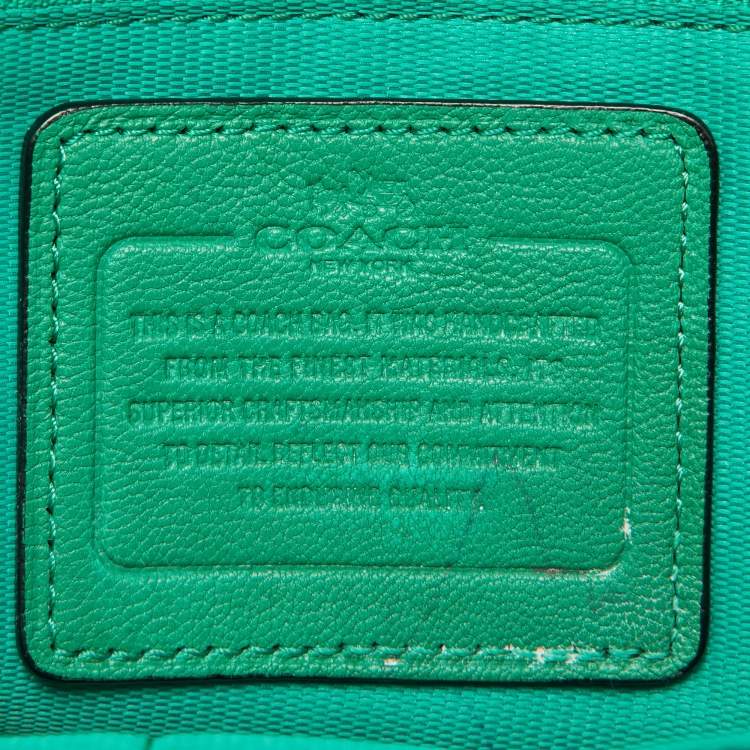 COACH
NEW YORK
THIS IS A COACH BAG. IT WAS HANDCRAFTED
FROM THE FINEST MATERIALS. ITS
SUPERIOR CRAFTSMANSHIP AND ATTENTION
TO DETAIL REFLECT OUR COMMITMENT
TO ENDURING QUALITY.